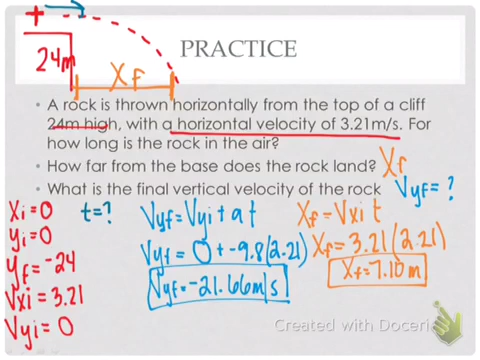 PRACTICE
+
24m
XF
• A rock is thrown horizontally from the top of a cliff
24m high, with a horizontal velocity of 3.21m/s. For
how long is the rock in the air?
• How far from the base does the rock land? Xf
• What is the final vertical velocity of the rock Vyf = ?
Xi = 0
yi = 0
yf = -24
Vxi = 3.21
Vyi = 0
t = ?
Vyf = Vyi + at
Vyf = 0 + -9.8(2.21)
Vyf = -21.66m/s
Xf = Vxi t
Xf = 3.21(2.21)
Xf = 7.10m
Created with Doceri